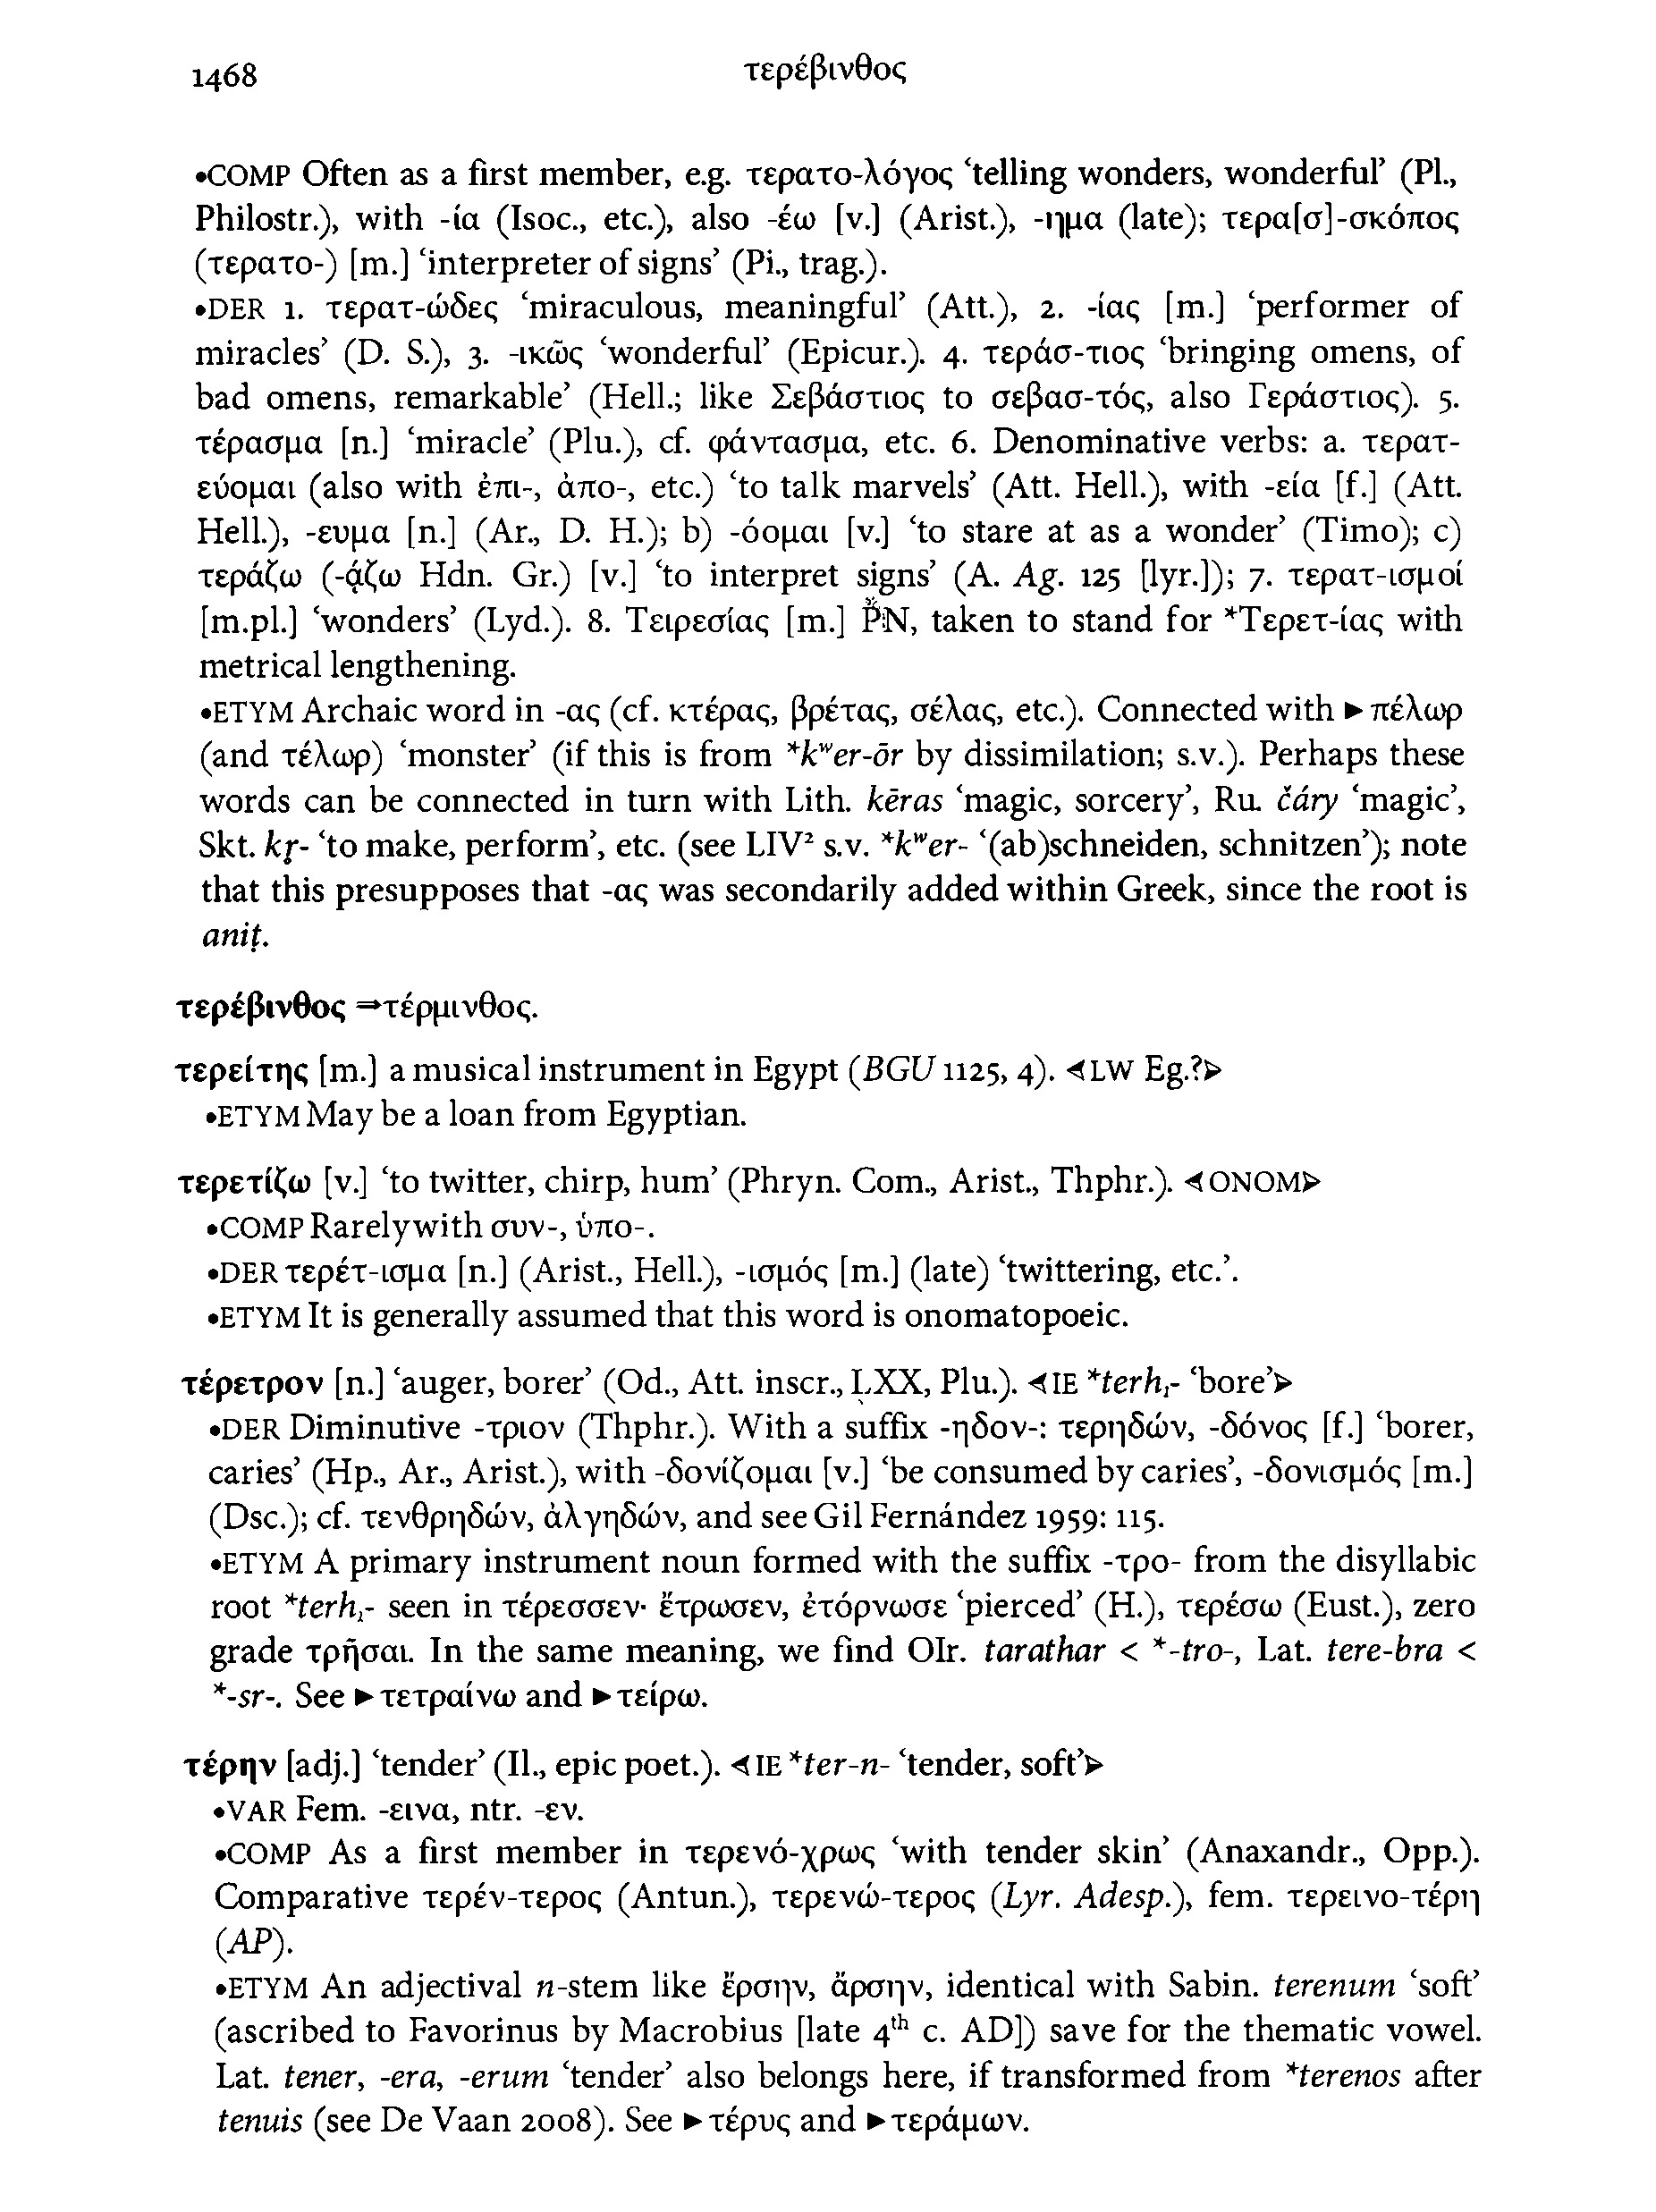 1468
τερέβινθος
•COMP Often as a first member, e.g. τερατο-λόγος ‘telling wonders, wonderful’ (Pl.,
Philostr.), with -ία (Isoc., etc.), also -έω [v.] (Arist.), -ημα (late); τερα[σ]-σκόπος
(τερατο-) [m.] ‘interpreter of signs’ (Pi., trag.).
•DER 1. τερατ-ώδες ‘miraculous, meaningful’ (Att.), 2. -ίας [m.] ‘performer of
miracles’ (D. S.), 3. -ικῶς ‘wonderful’ (Epicur.). 4. τεράσ-τιος ‘bringing omens, of
bad omens, remarkable’ (Hell.; like Σεβάστιος to σεβασ-τός, also Γεράστιος). 5.
τέρασμα [n.] ‘miracle’ (Plu.), cf. φάντασμα, etc. 6. Denominative verbs: a. τερατ-
εύομαι (also with ἐπι-, ἀπο-, etc.) ‘to talk marvels’ (Att. Hell.), with -εία [f.] (Att.
Hell.), -ευμα [n.] (Ar., D. H.); b) -όομαι [v.] ‘to stare at as a wonder’ (Timo); c)
τεράζω (-ᾴζω Hdn. Gr.) [v.] ‘to interpret signs’ (A. Ag. 125 [lyr.]); 7. τερατ-ισμοί
[m.pl.] ‘wonders’ (Lyd.). 8. Τειρεσίας [m.] PN, taken to stand for *Τερετ-ίας with
metrical lengthening.
•ETYM Archaic word in -ας (cf. κτέρας, βρέτας, σέλας, etc.). Connected with ►πέλωρ
(and τέλωρ) ‘monster’ (if this is from *kʷer-ōr by dissimilation; s.v.). Perhaps these
words can be connected in turn with Lith. kēras ‘magic, sorcery’, Ru. čáry ‘magic’,
Skt. kṛ- ‘to make, perform’, etc. (see LIV² s.v. *kʷer- ‘(ab)schneiden, schnitzen’); note
that this presupposes that -ας was secondarily added within Greek, since the root is
aniṭ.
τερέβινθος ⇒τέρμινθος.
τερείτης [m.] a musical instrument in Egypt (BGU 1125, 4). ◁LW Eg.?▷
•ETYM May be a loan from Egyptian.
τερετίζω [v.] ‘to twitter, chirp, hum’ (Phryn. Com., Arist., Thphr.). ◁ONOM▷
•COMP Rarely with συν-, ὑπο-.
•DER τερέτ-ισμα [n.] (Arist., Hell.), -ισμός [m.] (late) ‘twittering, etc.’.
•ETYM It is generally assumed that this word is onomatopoeic.
τέρετρον [n.] ‘auger, borer’ (Od., Att. inscr., LXX, Plu.). ◁IE *terh₁- ‘bore’▷
•DER Diminutive -τριον (Thphr.). With a suffix -ηδον-: τερηδών, -δόνος [f.] ‘borer,
caries’ (Hp., Ar., Arist.), with -δονίζομαι [v.] ‘be consumed by caries’, -δονισμός [m.]
(Dsc.); cf. τενθρηδών, ἀλγηδών, and see Gil Fernández 1959: 115.
•ETYM A primary instrument noun formed with the suffix -τρο- from the disyllabic
root *terh₁- seen in τέρεσσεν· ἔτρωσεν, ἐτόρνωσε ‘pierced’ (H.), τερέσω (Eust.), zero
grade τρῆσαι. In the same meaning, we find OIr. tarathar < *-tro-, Lat. tere-bra <
*-sr-. See ►τετραίνω and ►τείρω.
τέρην [adj.] ‘tender’ (Il., epic poet.). ◁IE *ter-n- ‘tender, soft’▷
•VAR Fem. -εινα, ntr. -εν.
•COMP As a first member in τερενό-χρως ‘with tender skin’ (Anaxandr., Opp.).
Comparative τερέν-τερος (Antun.), τερενώ-τερος (Lyr. Adesp.), fem. τερεινο-τέρη
(AP).
•ETYM An adjectival n-stem like ἔρσην, ἄρσην, identical with Sabin. terenum ‘soft’
(ascribed to Favorinus by Macrobius [late 4th c. AD]) save for the thematic vowel.
Lat. tener, -era, -erum ‘tender’ also belongs here, if transformed from *terenos after
tenuis (see De Vaan 2008). See ►τέρυς and ►τεράμων.